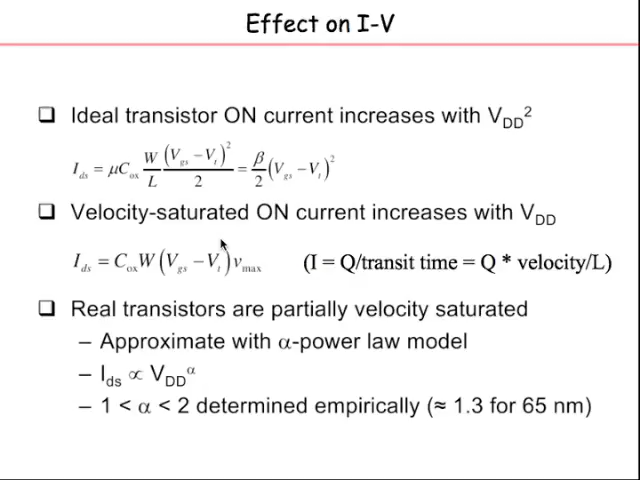 Effect on I-V
❑ Ideal transistor ON current increases with V_DD²
I_ds = μC_ox W/L (V_gs − V_t)²/2 = β/2 (V_gs − V_t)²
❑ Velocity-saturated ON current increases with V_DD
I_ds = C_ox W (V_gs − V_t) v_max (I = Q/transit time = Q * velocity/L)
❑ Real transistors are partially velocity saturated
– Approximate with α-power law model
– I_ds ∝ V_DD^α
– 1 < α < 2 determined empirically (≈ 1.3 for 65 nm)